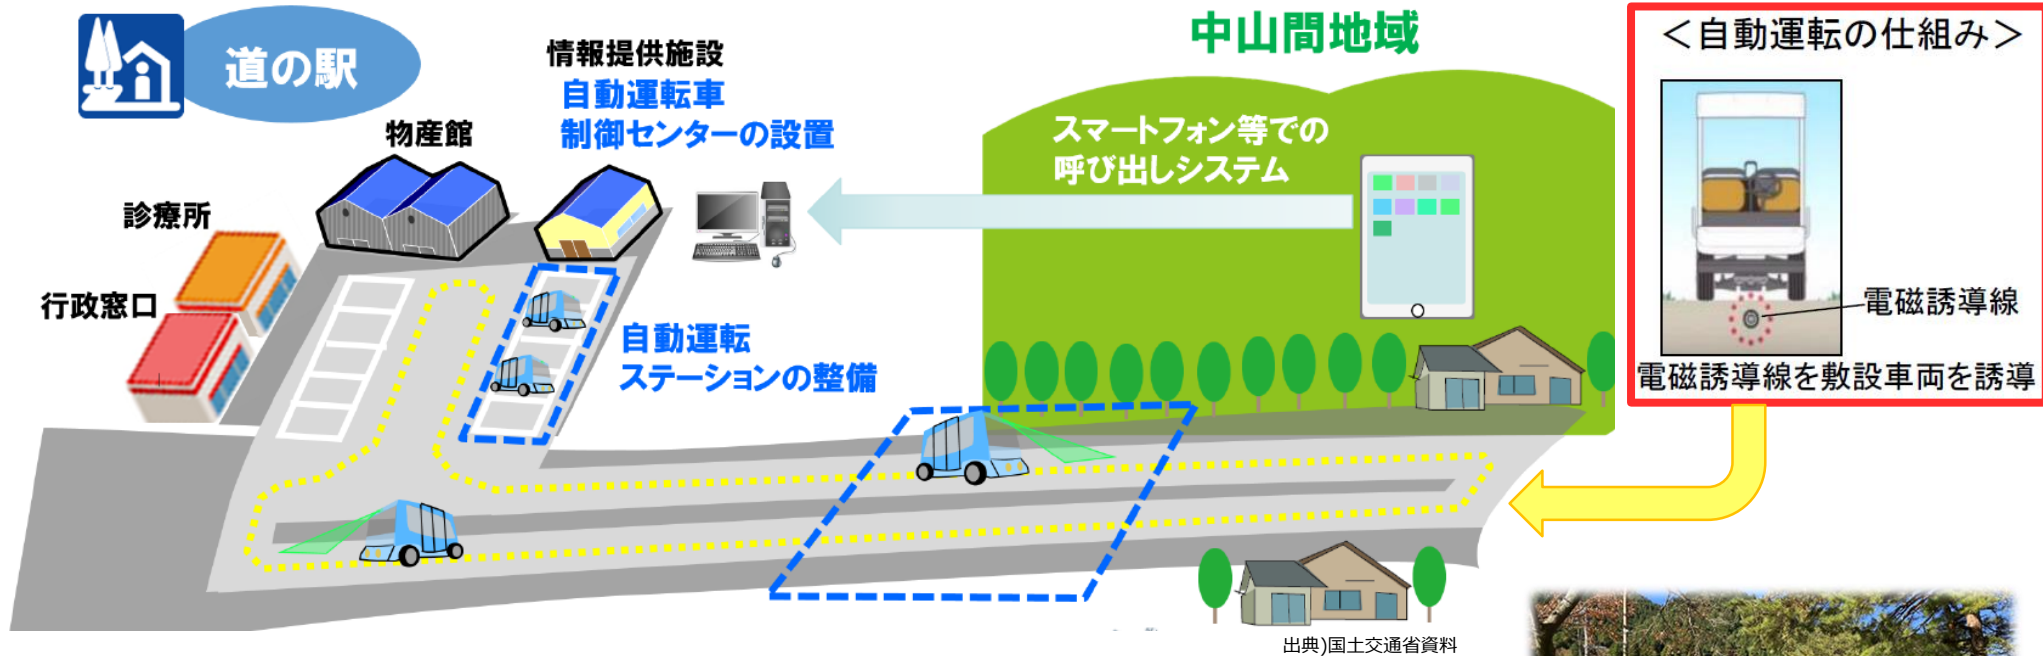 道の駅
情報提供施設
自動運転車
制御センターの設置
物産館
診療所
行政窓口
自動運転
ステーションの整備
中山間地域
スマートフォン等での
呼び出しシステム
＜自動運転の仕組み＞
電磁誘導線
電磁誘導線を敷設車両を誘導
出典)国土交通省資料